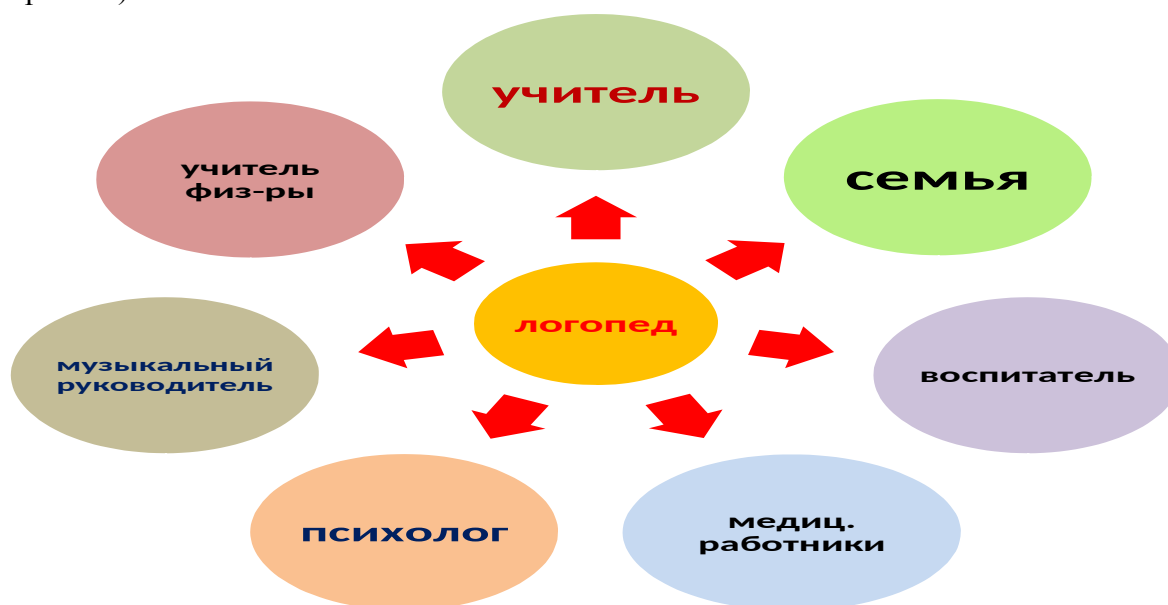 учитель
учитель
физ-ры
семья
логопед
музыкальный
руководитель
воспитатель
психолог
медиц.
работники